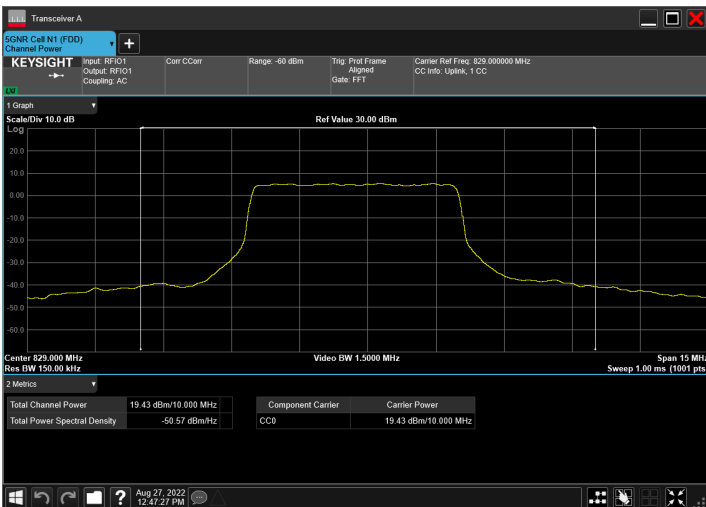 Transceiver A
5GNR Cell N1 (FDD)
Channel Power
KEYSIGHT
LXI
Input: RFIO1
Output: RFIO1
Coupling: AC
Corr CCorr
Range: -60 dBm
Trig: Prot Frame
Aligned
Gate: FFT
Carrier Ref Freq: 829.000000 MHz
CC Info: Uplink, 1 CC
1 Graph
Scale/Div 10.0 dB
Ref Value 30.00 dBm
Log
20.0
10.0
0.00
-10.0
-20.0
-30.0
-40.0
-50.0
-60.0
Center 829.000 MHz
Video BW 1.5000 MHz
Span 15 MHz
Res BW 150.00 kHz
Sweep 1.00 ms (1001 pts
2 Metrics
Total Channel Power 19.43 dBm/10.000 MHz
Total Power Spectral Density -50.57 dBm/Hz
Component Carrier Carrier Power
CC0 19.43 dBm/10.000 MHz
?
Aug 27, 2022
12:47:27 PM